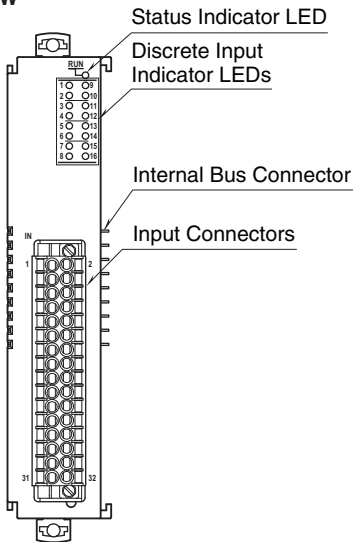 Status Indicator LED
Discrete Input
Indicator LEDs
RUN
1 9
2 10
3 11
4 12
5 13
6 14
7 15
8 16
Internal Bus Connector
Input Connectors
IN
1 2
31 32